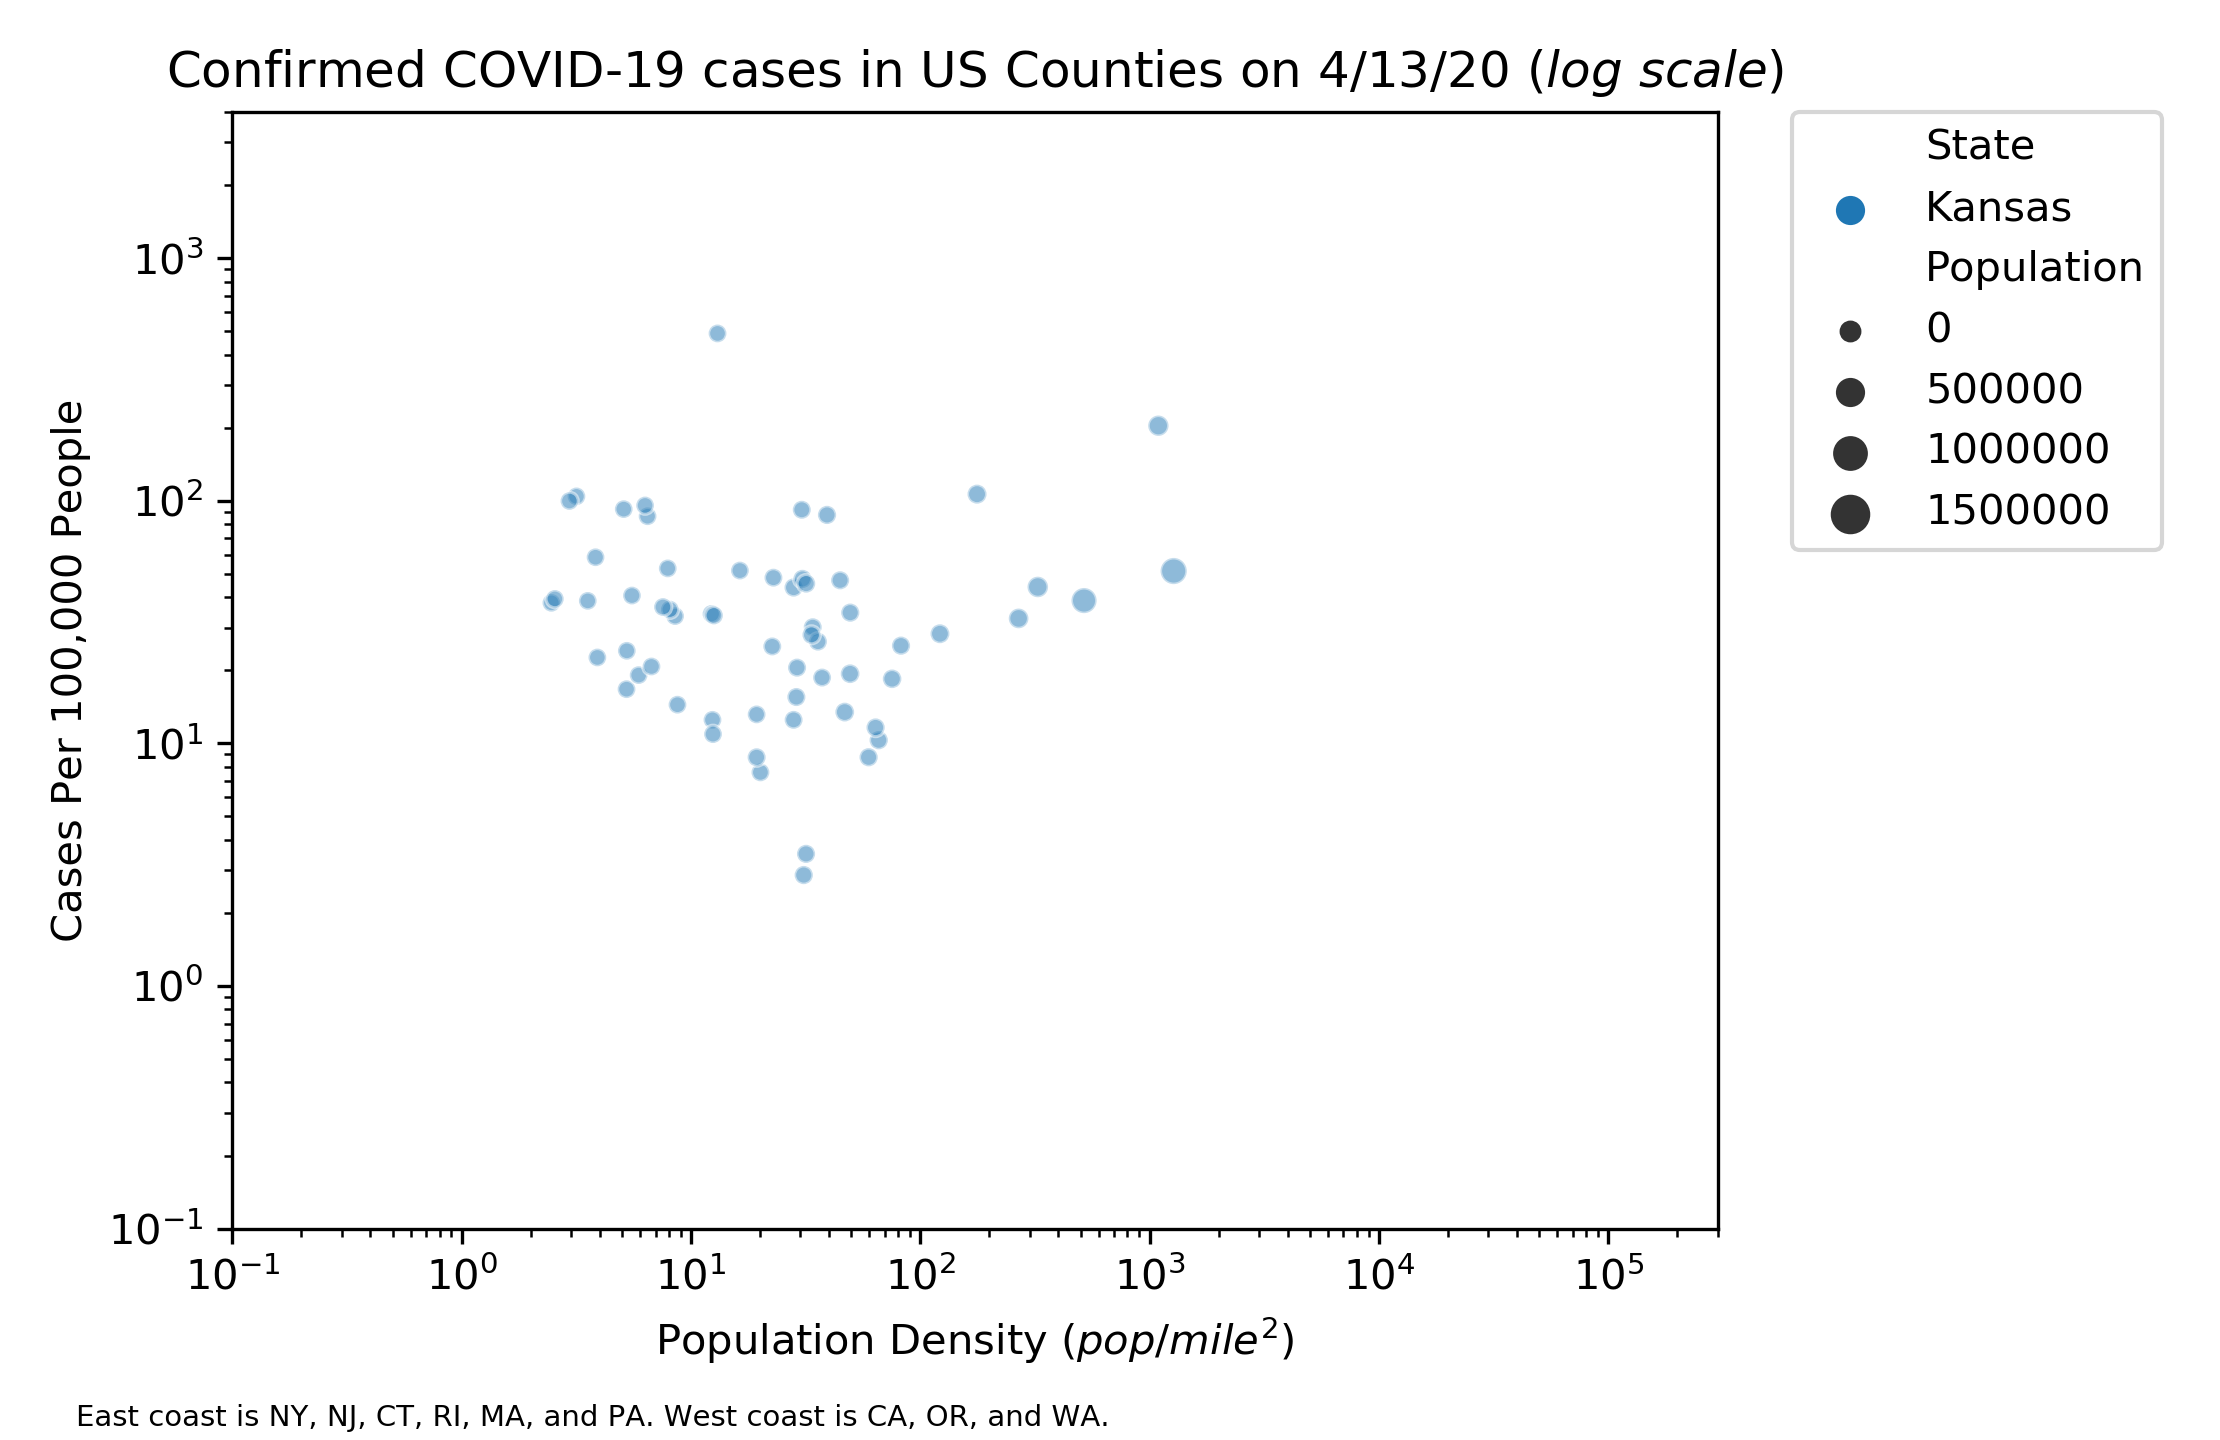 Confirmed COVID-19 cases in US Counties on 4/13/20 (log scale)
State
Kansas
Population
0
500000
1000000
1500000
Cases Per 100,000 People
10³
10²
10¹
10⁰
10⁻¹
10⁻¹ 10⁰ 10¹ 10² 10³ 10⁴ 10⁵
Population Density (pop/mile²)
East coast is NY, NJ, CT, RI, MA, and PA. West coast is CA, OR, and WA.